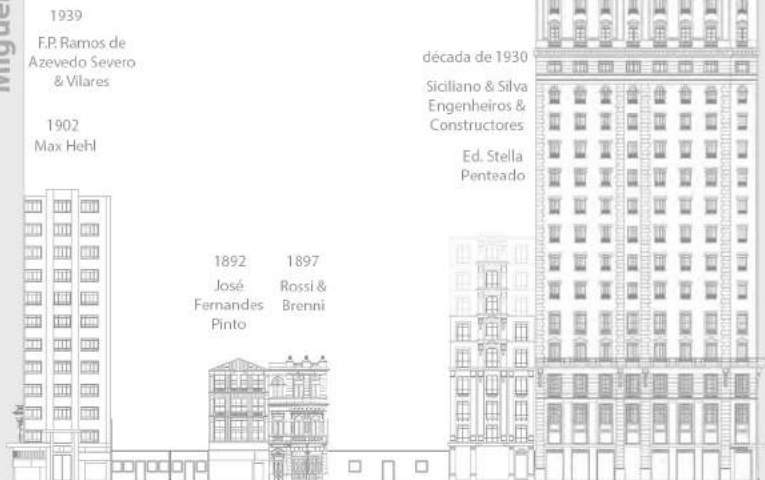 Miguel
1939
F.P. Ramos de
Azevedo Severo
& Vilares
1902
Max Hehl
1892
José
Fernandes
Pinto
1897
Rossi &
Brenni
década de 1930
Siciliano & Silva
Engenheiros &
Constructores
Ed. Stella
Penteado